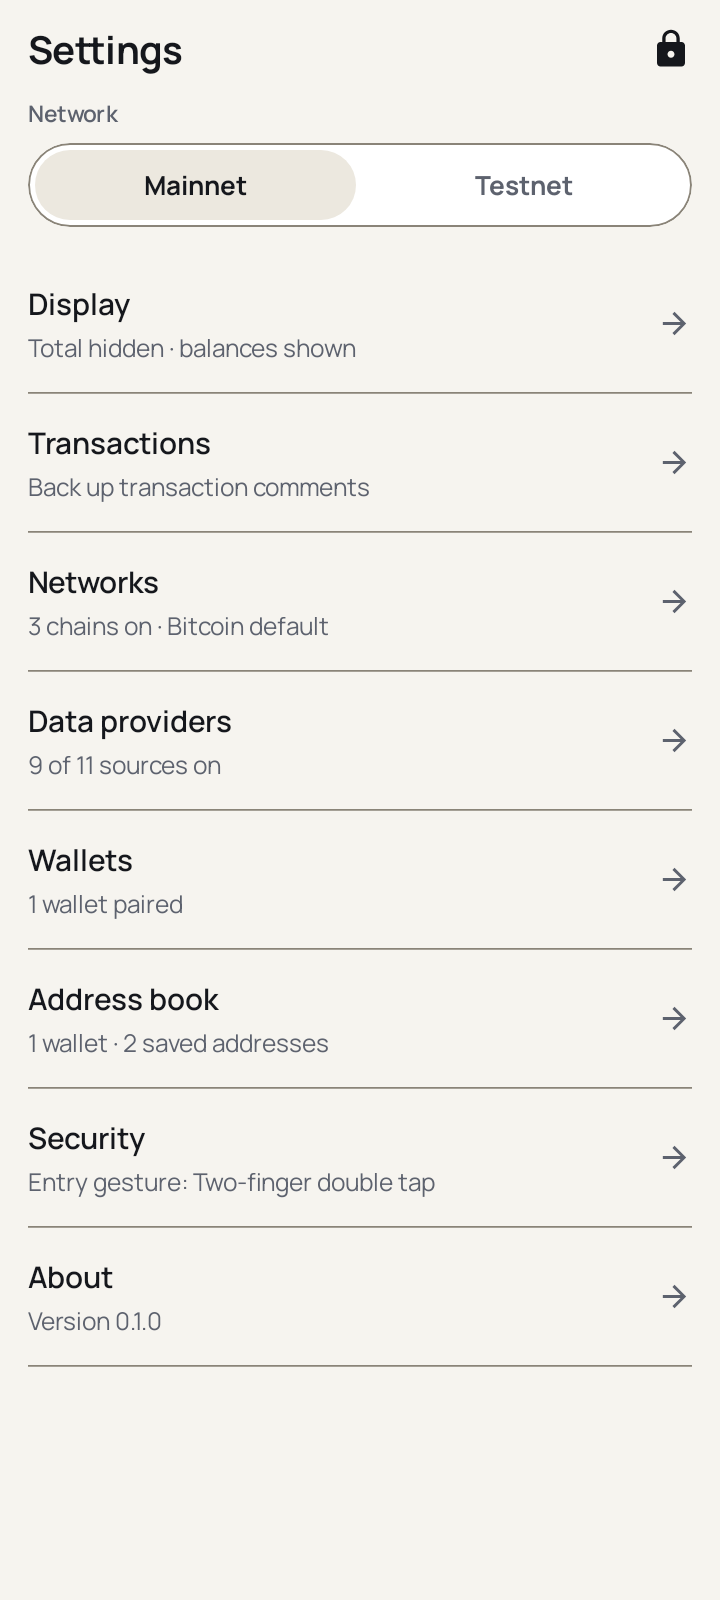 Settings
Network
Mainnet
Testnet
Display
Total hidden · balances shown
Transactions
Back up transaction comments
Networks
3 chains on · Bitcoin default
Data providers
9 of 11 sources on
Wallets
1 wallet paired
Address book
1 wallet · 2 saved addresses
Security
Entry gesture: Two-finger double tap
About
Version 0.1.0